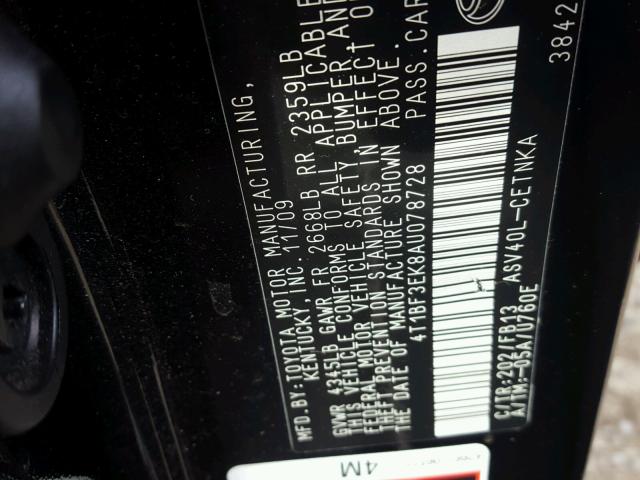 MFD.BY:TOYOTA MOTOR MANUFACTURING,
KENTUCKY, INC. 11/09
GVWR 4345LB GAWR FR 2668LB RR 2359LB
THIS VEHICLE CONFORMS TO ALL APPLICABLE
FEDERAL MOTOR VEHICLE SAFETY, BUMPER, AND
THEFT PREVENTION STANDARDS IN EFFECT O
THE DATE OF MANUFACTURE SHOWN ABOVE.
4T1BF3EK8AU078728 PASS.CAR
C/TR:202/FB13 ASV40L-CETNKA
A/TM:-05A/U760E
3842
4M